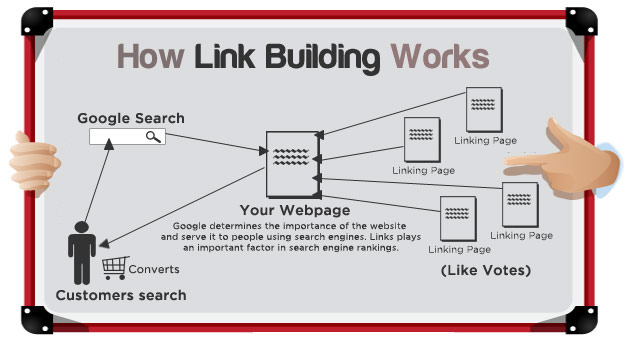 How Link Building Works
Google Search
Linking Page
Linking Page
Your Webpage
Google determines the importance of the website
and serve it to people using search engines. Links plays
an important factor in search engine rankings.
Linking Page
Linking Page
(Like Votes)
Converts
Customers search